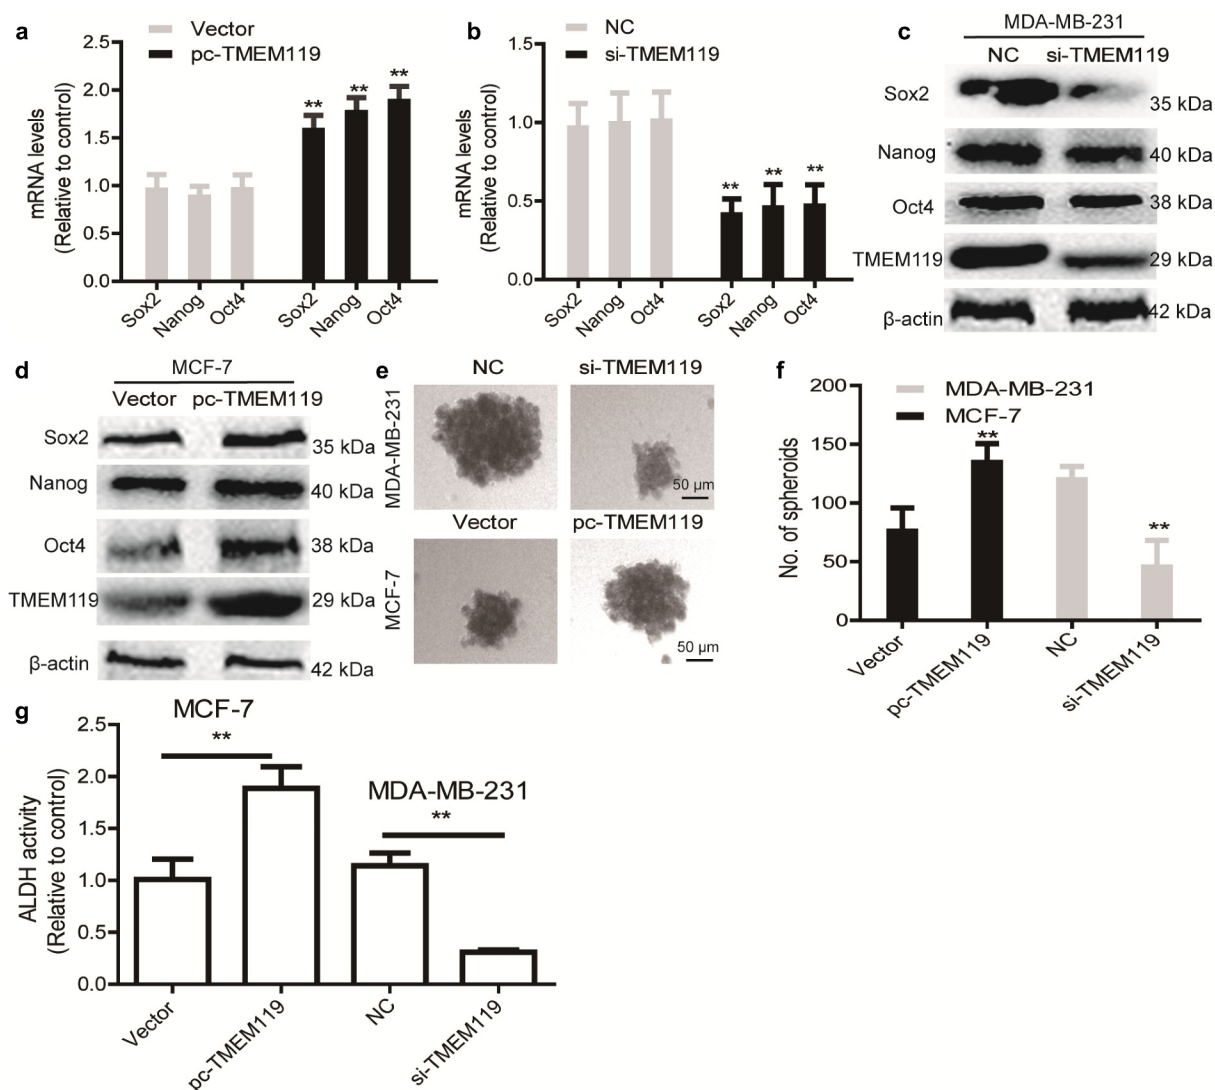 a
Vector
pc-TMEM119
mRNA levels
(Relative to control)
2.5
2.0
1.5
1.0
0.5
0.0
** ** **
Sox2 Nanog Oct4 Sox2 Nanog Oct4
b
NC
si-TMEM119
mRNA levels
(Relative to control)
1.5
1.0
0.5
0.0
** ** **
Sox2 Nanog Oct4 Sox2 Nanog Oct4
c
MDA-MB-231
NC si-TMEM119
Sox2 35 kDa
Nanog 40 kDa
Oct4 38 kDa
TMEM119 29 kDa
β-actin 42 kDa
d
MCF-7
Vector pc-TMEM119
Sox2 35 kDa
Nanog 40 kDa
Oct4 38 kDa
TMEM119 29 kDa
β-actin 42 kDa
e
NC si-TMEM119
MDA-MB-231
50 µm
Vector pc-TMEM119
MCF-7
50 µm
f
MDA-MB-231
MCF-7
No. of spheroids
200
150
100
50
0
**
**
Vector pc-TMEM119 NC si-TMEM119
g
MCF-7
**
MDA-MB-231
**
ALDH activity
(Relative to control)
2.5
2.0
1.5
1.0
0.5
0.0
Vector pc-TMEM119 NC si-TMEM119